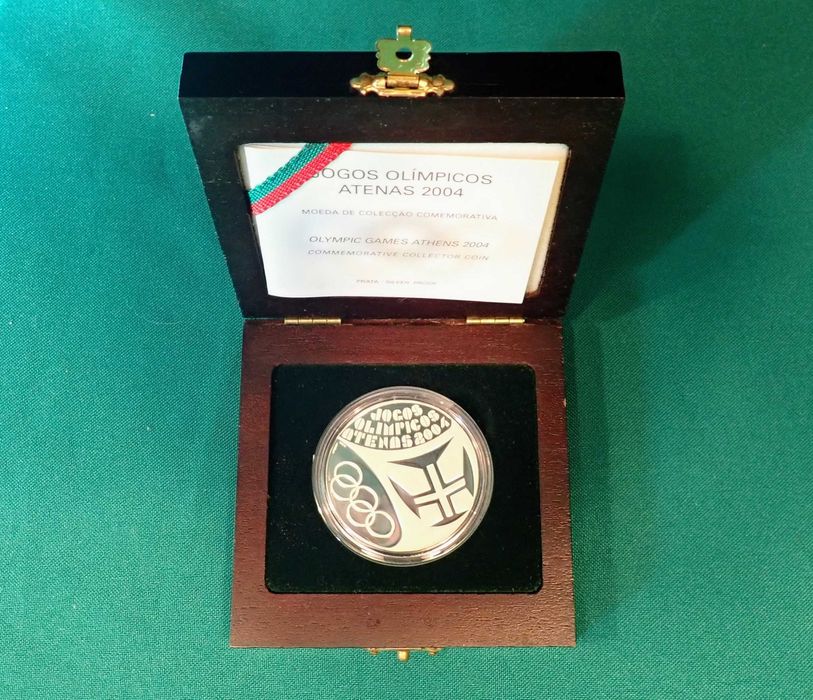 JOGOS OLÍMPICOS
ATENAS 2004
MOEDA DE COLECÇÃO COMEMORATIVA
OLYMPIC GAMES ATHENS 2004
COMMEMORATIVE COLLECTOR COIN
PRATA - SILVER PROOF
JOGOS
OLIMPICOS
ATENAS 2004